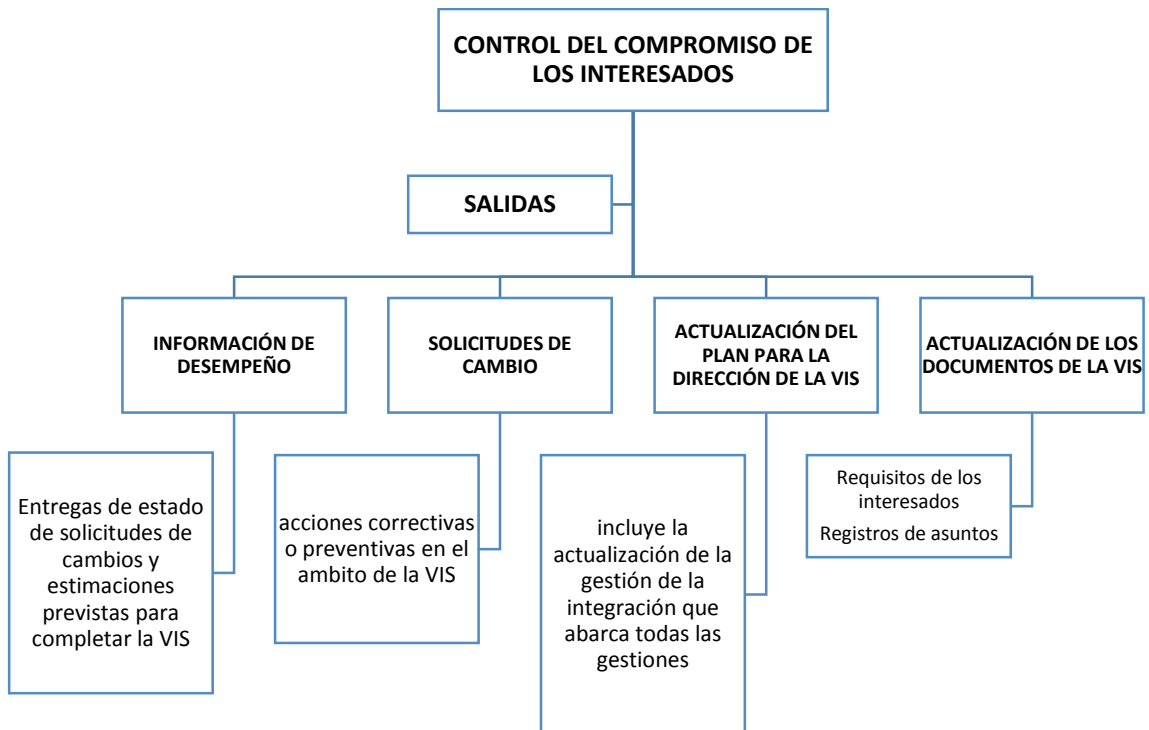 CONTROL DEL COMPROMISO DE
LOS INTERESADOS
SALIDAS
INFORMACIÓN DE
DESEMPEÑO
SOLICITUDES DE
CAMBIO
ACTUALIZACIÓN DEL
PLAN PARA LA
DIRECCIÓN DE LA VIS
ACTUALIZACIÓN DE LOS
DOCUMENTOS DE LA VIS
Entregas de estado
de solicitudes de
cambios y
estimaciones
previstas para
completar la VIS
acciones correctivas
o preventivas en el
ambito de la VIS
incluye la
actualización de la
gestión de la
integración que
abarca todas las
gestiones
Requisitos de los
interesados
Registros de asuntos